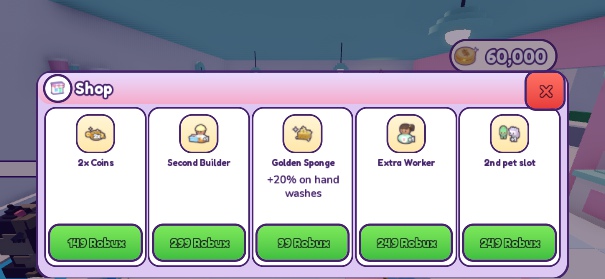 60,000
Shop
X
2x Coins
Second Builder
Golden Sponge
+20% on hand
washes
Extra Worker
2nd pet slot
149 Robux
299 Robux
99 Robux
249 Robux
249 Robux